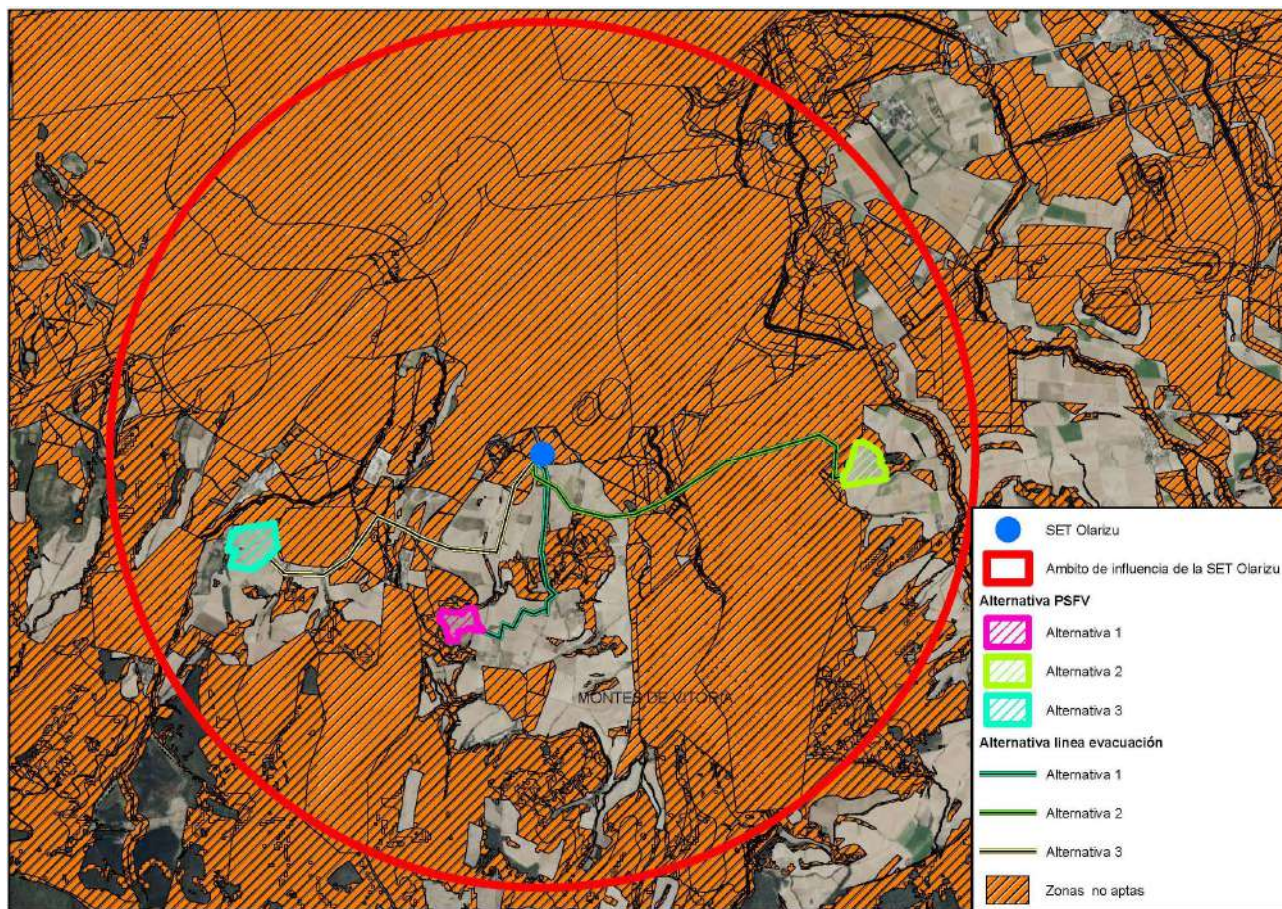 MONTES DE VITORIA
SET Olarizu
Ambito de influencia de la SET Olarizu
Alternativa PSFV
Alternativa 1
Alternativa 2
Alternativa 3
Alternativa linea evacuación
Alternativa 1
Alternativa 2
Alternativa 3
Zonas no aptas